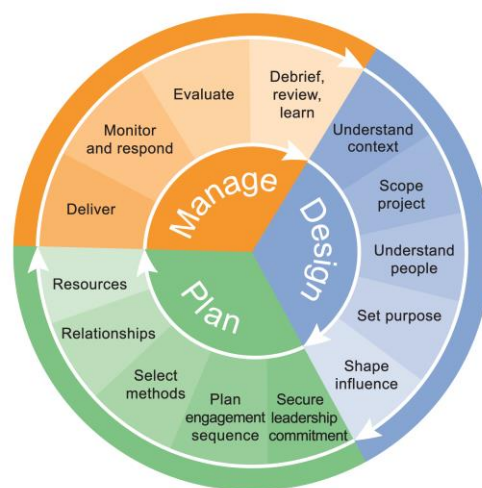 Design
Understand
context
Scope
project
Understand
people
Set purpose
Shape
influence
Plan
Secure
leadership
commitment
Plan
engagement
sequence
Select
methods
Relationships
Resources
Manage
Deliver
Monitor
and respond
Evaluate
Debrief,
review,
learn